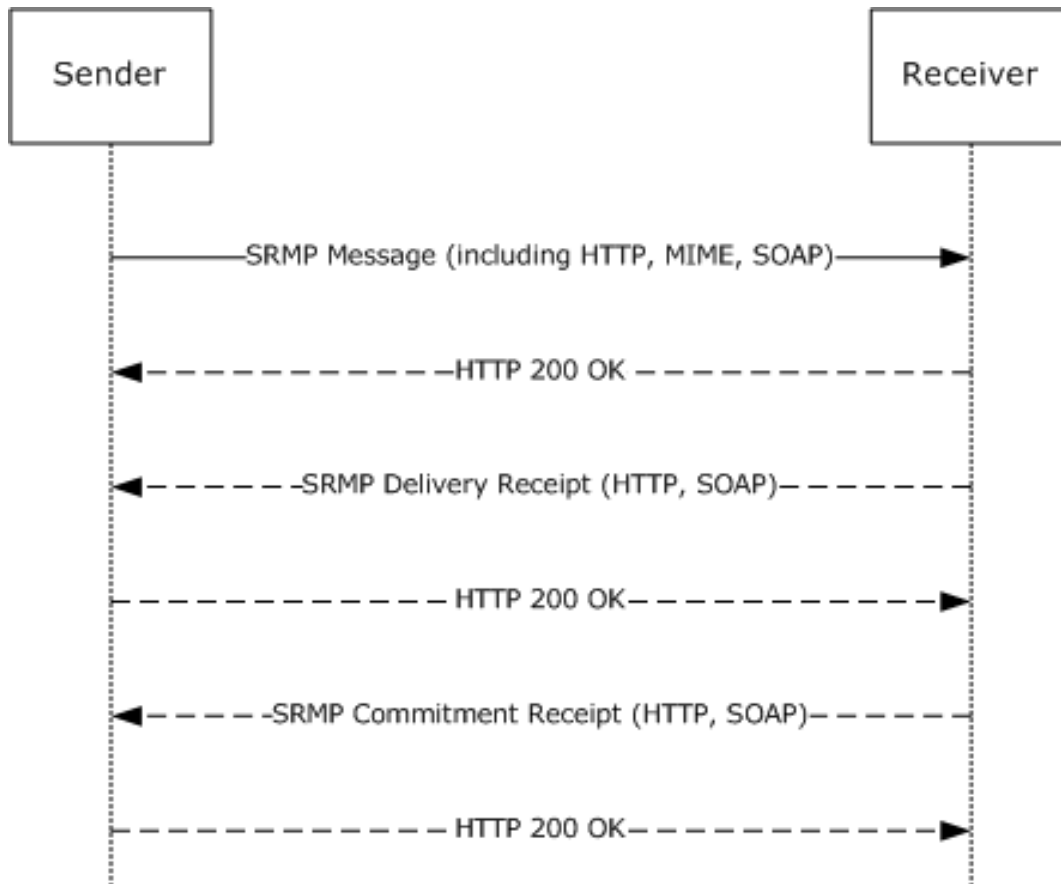 Sender
Receiver
SRMP Message (including HTTP, MIME, SOAP)
HTTP 200 OK
SRMP Delivery Receipt (HTTP, SOAP)
HTTP 200 OK
SRMP Commitment Receipt (HTTP, SOAP)
HTTP 200 OK